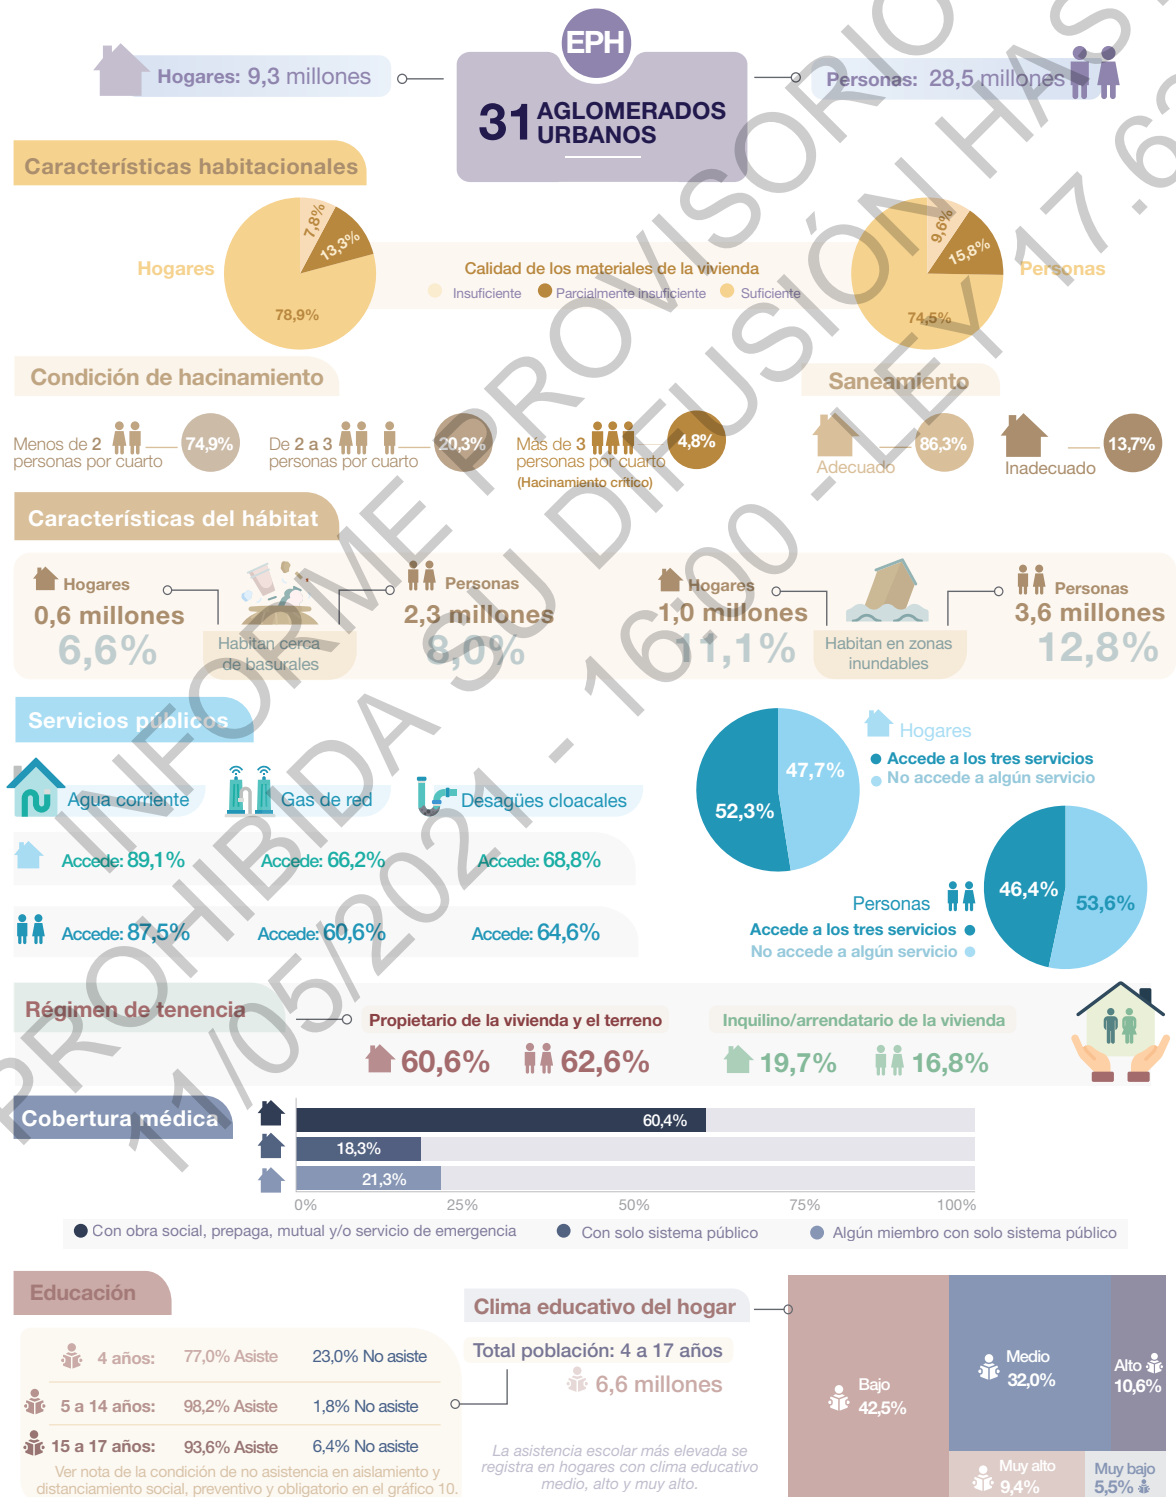 EPH
Hogares: 9,3 millones
31 AGLOMERADOS
URBANOS
Personas: 28,5 millones
Características habitacionales
Hogares
7,8%
13,3%
78,9%
Calidad de los materiales de la vivienda
Insuficiente Parcialmente insuficiente Suficiente
9,6%
15,8%
74,5%
Personas
Condición de hacinamiento
Menos de 2
personas por cuarto
74,9%
De 2 a 3
personas por cuarto
20,3%
Más de 3
personas por cuarto
(Hacinamiento crítico)
4,8%
Saneamiento
Adecuado
86,3%
Inadecuado
13,7%
Características del hábitat
Hogares
0,6 millones
6,6%
Habitan cerca
de basurales
Personas
2,3 millones
8,0%
Hogares
1,0 millones
11,1%
Habitan en zonas
inundables
Personas
3,6 millones
12,8%
Servicios públicos
Agua corriente Gas de red Desagües cloacales
Accede: 89,1% Accede: 66,2% Accede: 68,8%
Accede: 87,5% Accede: 60,6% Accede: 64,6%
47,7%
52,3%
Hogares
Accede a los tres servicios
No accede a algún servicio
46,4%
53,6%
Personas
Accede a los tres servicios
No accede a algún servicio
Régimen de tenencia
Propietario de la vivienda y el terreno
60,6% 62,6%
Inquilino/arrendatario de la vivienda
19,7% 16,8%
Cobertura médica
60,4%
18,3%
21,3%
0% 25% 50% 75% 100%
Con obra social, prepaga, mutual y/o servicio de emergencia Con solo sistema público Algún miembro con solo sistema público
Educación
4 años: 77,0% Asiste 23,0% No asiste
5 a 14 años: 98,2% Asiste 1,8% No asiste
15 a 17 años: 93,6% Asiste 6,4% No asiste
Ver nota de la condición de no asistencia en aislamiento y
distanciamiento social, preventivo y obligatorio en el gráfico 10.
Clima educativo del hogar
Total población: 4 a 17 años
6,6 millones
La asistencia escolar más elevada se
registra en hogares con clima educativo
medio, alto y muy alto.
Bajo
42,5%
Medio
32,0%
Alto
10,6%
Muy alto
9,4%
Muy bajo
5,5%
INFORME PROVISORIO
PROHIBIDA SU DIFUSIÓN HAS
11/05/2021 - 16:00 - LEY 17.6